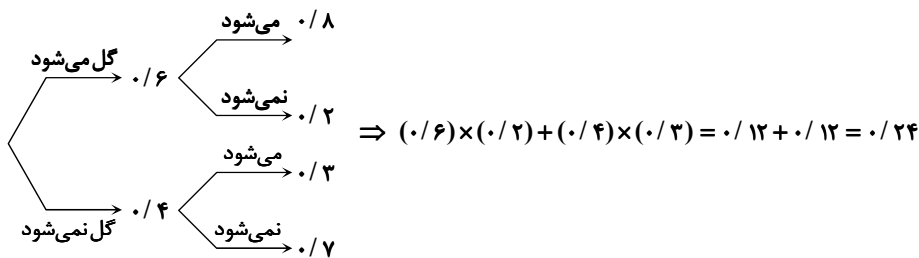 می‌شود ۰/۸
گل می‌شود ۰/۶
نمی‌شود ۰/۲
⇒ (۰/۶)×(۰/۲)+(۰/۴)×(۰/۳)=۰/۱۲+۰/۱۲=۰/۲۴
می‌شود ۰/۳
گل نمی‌شود ۰/۴
نمی‌شود ۰/۷